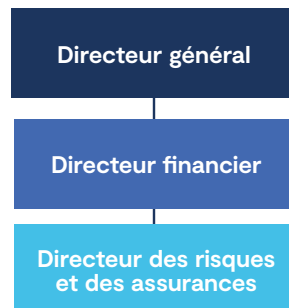 Directeur général
Directeur financier
Directeur des risques
et des assurances